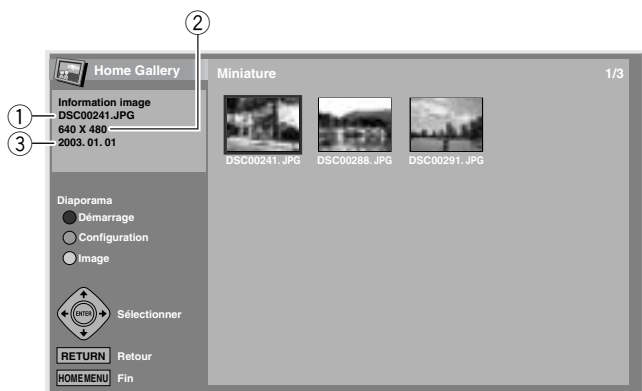 ②
Home Gallery
Miniature 1/3
Information image
① DSC00241.JPG
640 X 480
③ 2003. 01. 01
DSC00241. JPG DSC00288. JPG DSC00291. JPG
Diaporama
Démarrage
Configuration
Image
ENTER Sélectionner
RETURN Retour
HOME MENU Fin